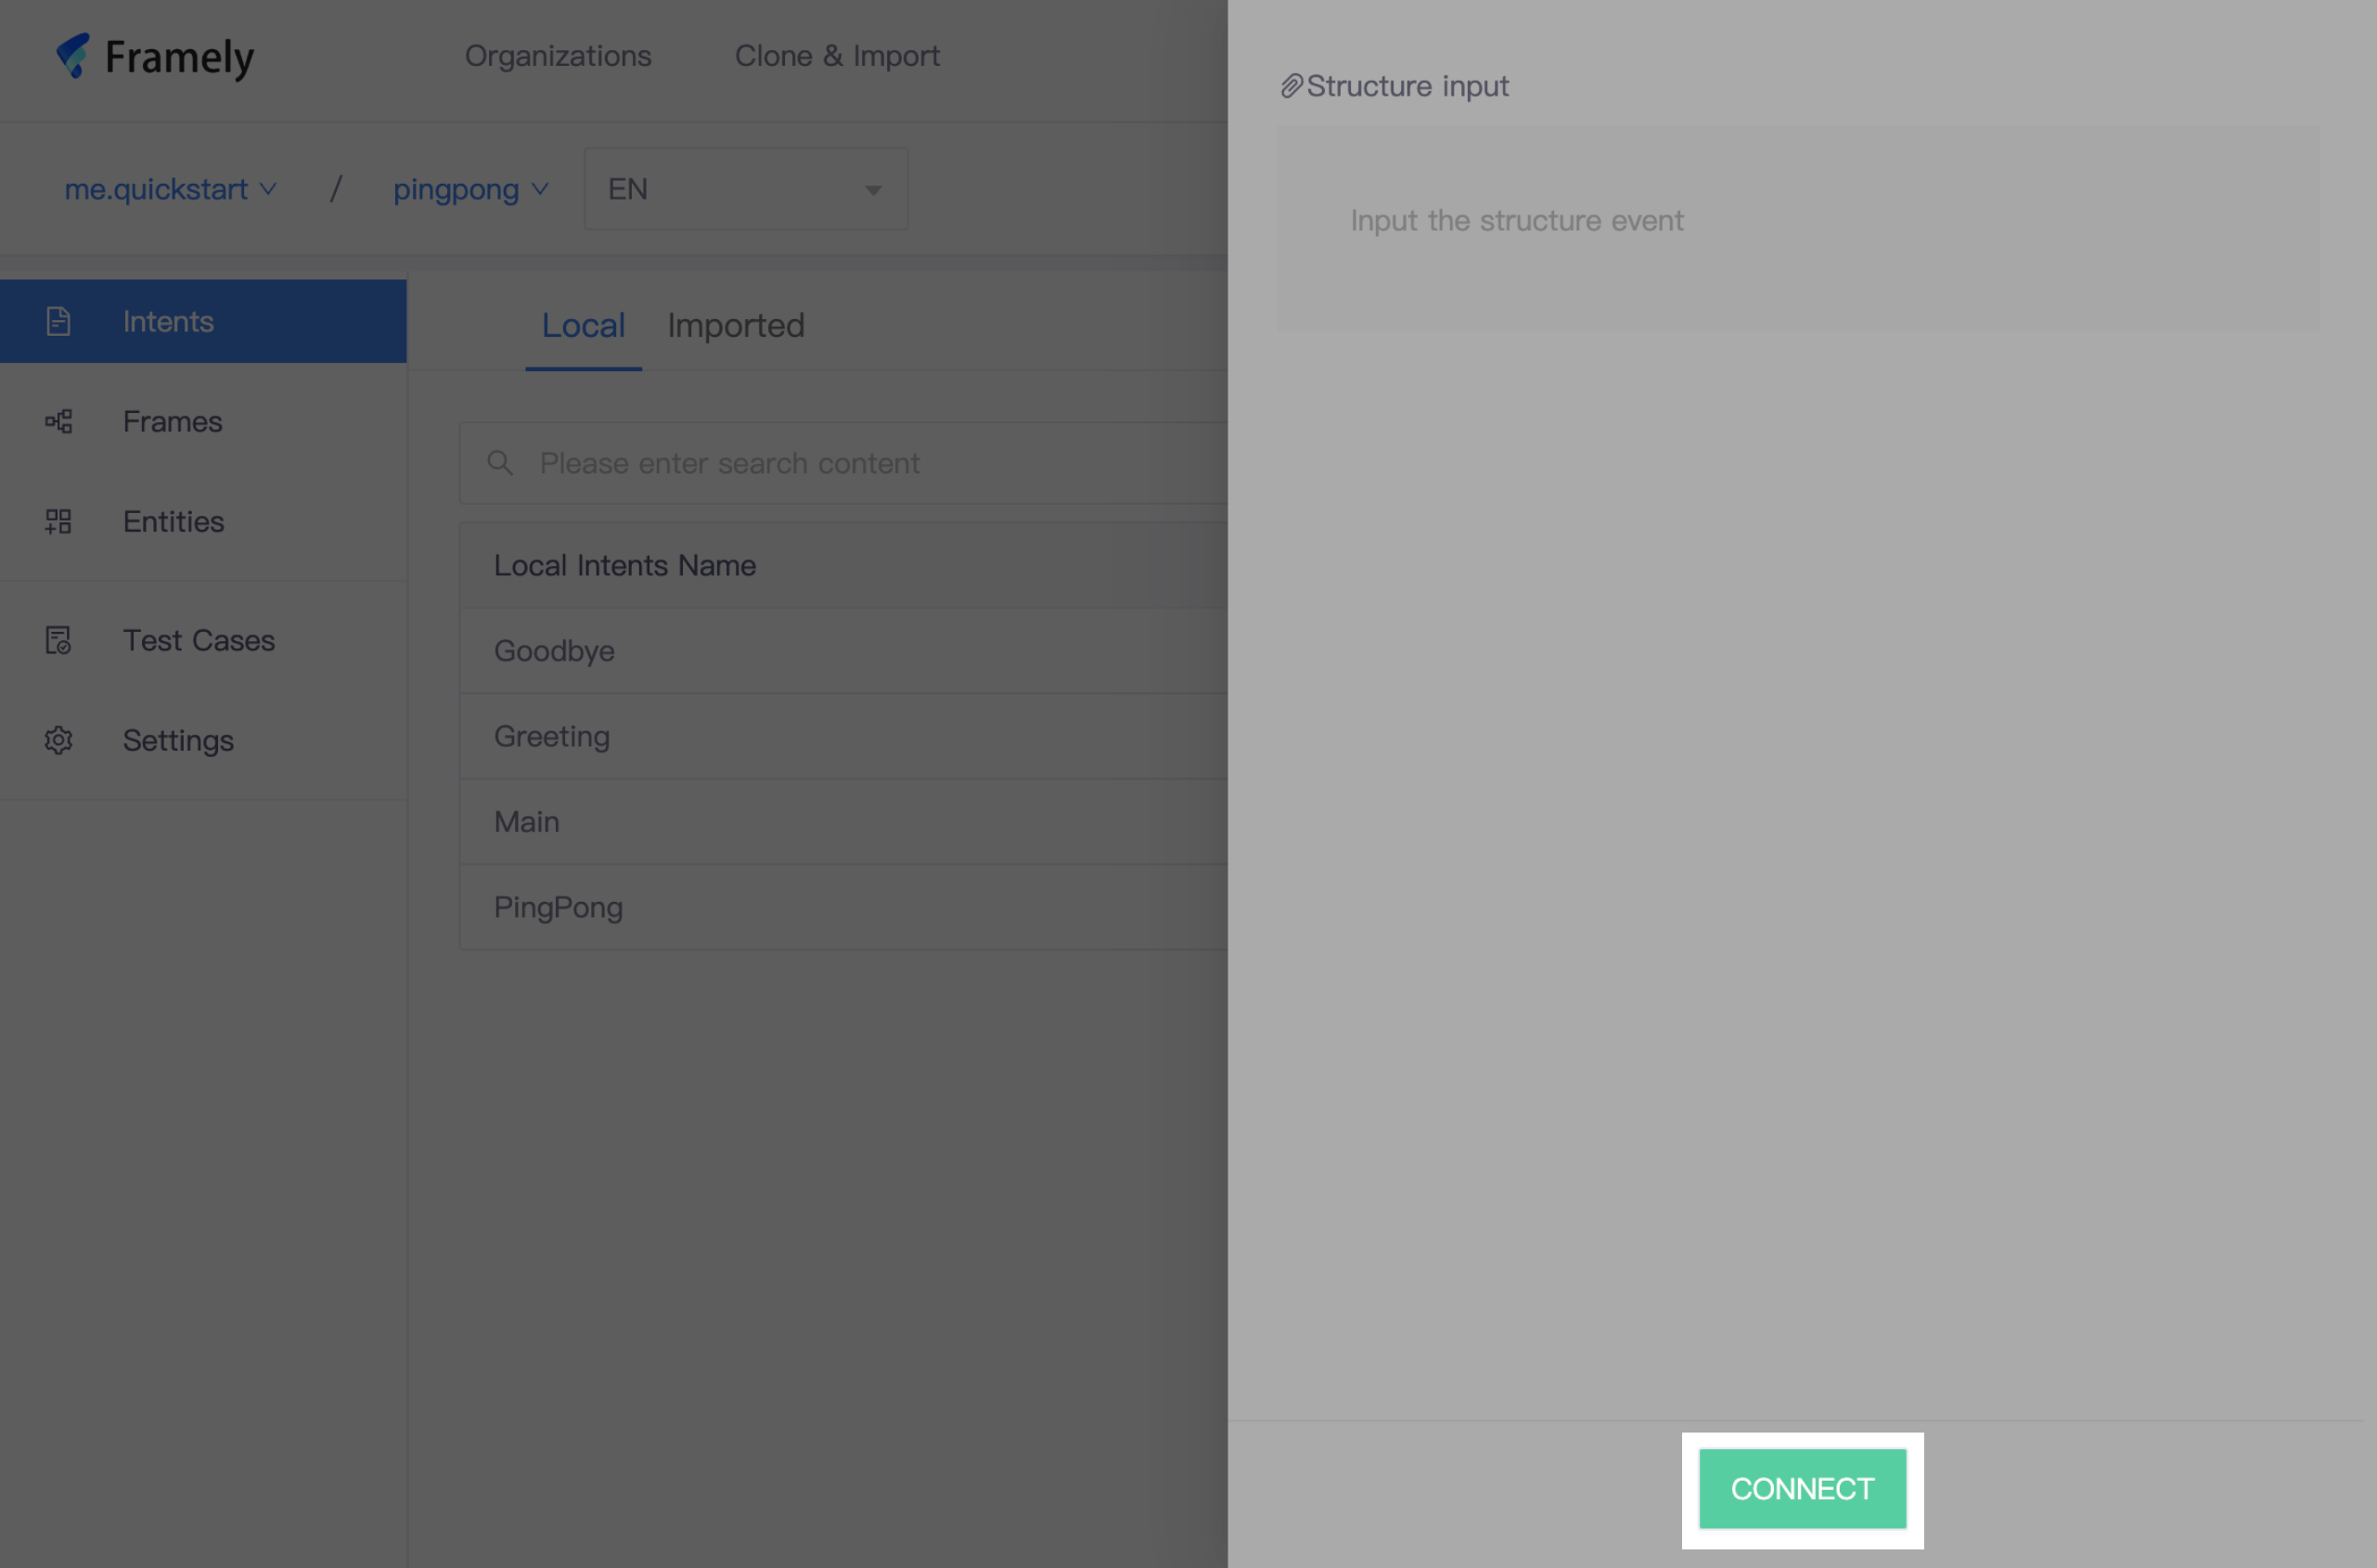 Framely
Organizations
Clone & Import
me.quickstart / pingpong EN
Intents
Frames
Entities
Test Cases
Settings
Local Imported
Please enter search content
Local Intents Name
Goodbye
Greeting
Main
PingPong
Structure input
Input the structure event
CONNECT